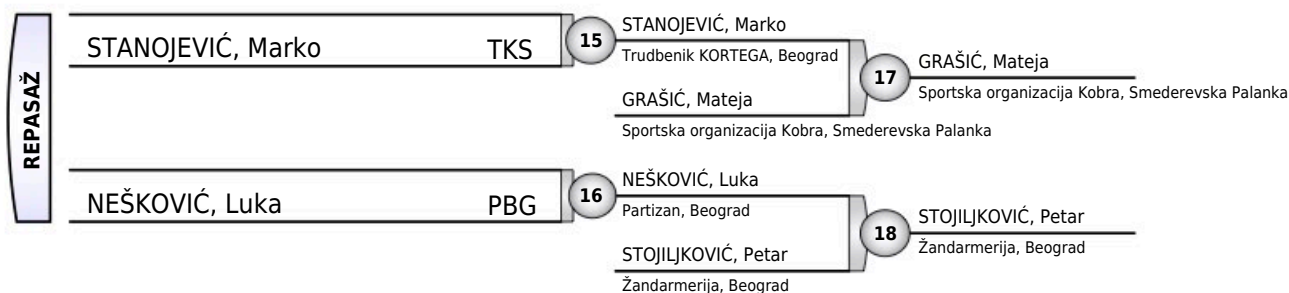 REPASAŽ
STANOJEVIĆ, Marko TKS
15
STANOJEVIĆ, Marko
Trudbenik KORTEGA, Beograd
GRAŠIĆ, Mateja
Sportska organizacija Kobra, Smederevska Palanka
17
GRAŠIĆ, Mateja
Sportska organizacija Kobra, Smederevska Palanka
NEŠKOVIĆ, Luka PBG
16
NEŠKOVIĆ, Luka
Partizan, Beograd
STOJILJKOVIĆ, Petar
Žandarmerija, Beograd
18
STOJILJKOVIĆ, Petar
Žandarmerija, Beograd